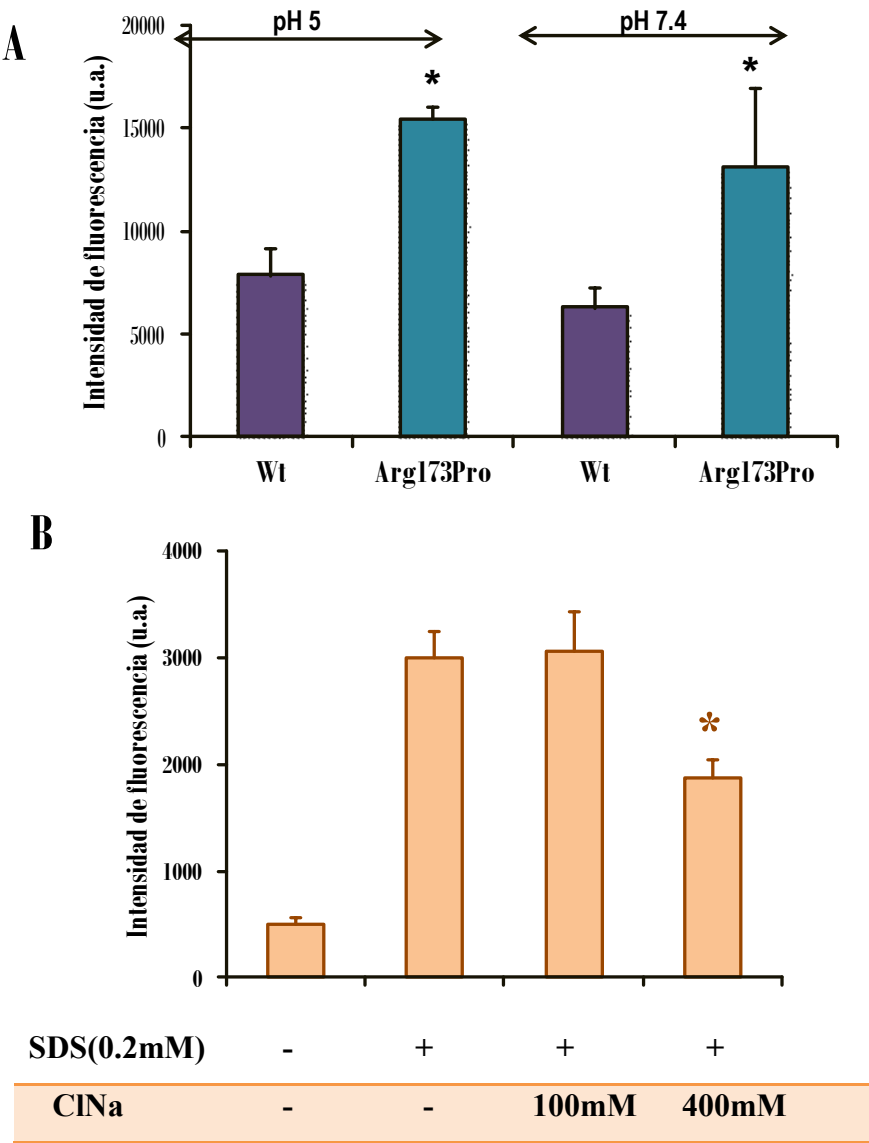 A
pH 5
pH 7.4
Intensidad de fluorescencia (u.a.)
20000
15000
10000
5000
0
*
*
Wt
Arg173Pro
Wt
Arg173Pro
B
Intensidad de fluorescencia (u.a.)
4000
3000
2000
1000
0
*
SDS(0.2mM) - + + +
ClNa - - 100mM 400mM